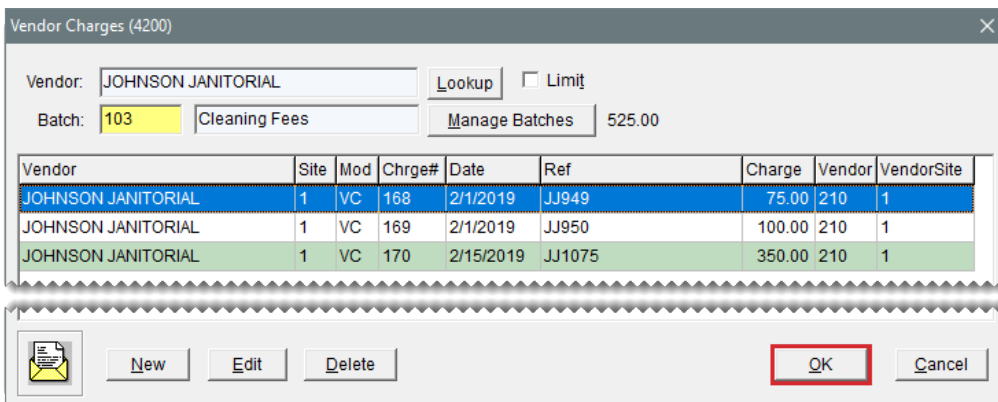 Vendor Charges (4200)
Vendor: JOHNSON JANITORIAL Lookup Limit
Batch: 103 Cleaning Fees Manage Batches 525.00
Vendor Site Mod Chrge# Date Ref Charge Vendor VendorSite
JOHNSON JANITORIAL 1 VC 168 2/1/2019 JJ949 75.00 210 1
JOHNSON JANITORIAL 1 VC 169 2/1/2019 JJ950 100.00 210 1
JOHNSON JANITORIAL 1 VC 170 2/15/2019 JJ1075 350.00 210 1
New Edit Delete OK Cancel